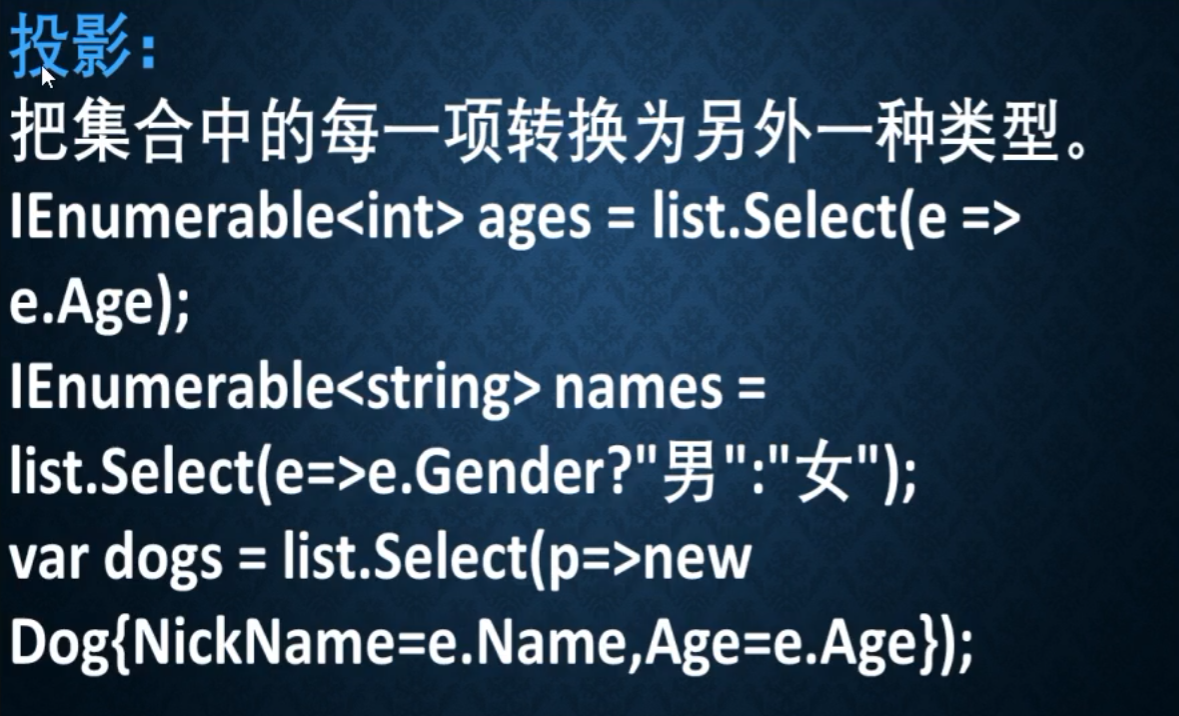 投影:
把集合中的每一项转换为另外一种类型。
IEnumerable<int> ages = list.Select(e =>
e.Age);
IEnumerable<string> names =
list.Select(e=>e.Gender?"男":"女");
var dogs = list.Select(p=>new
Dog{NickName=e.Name,Age=e.Age});